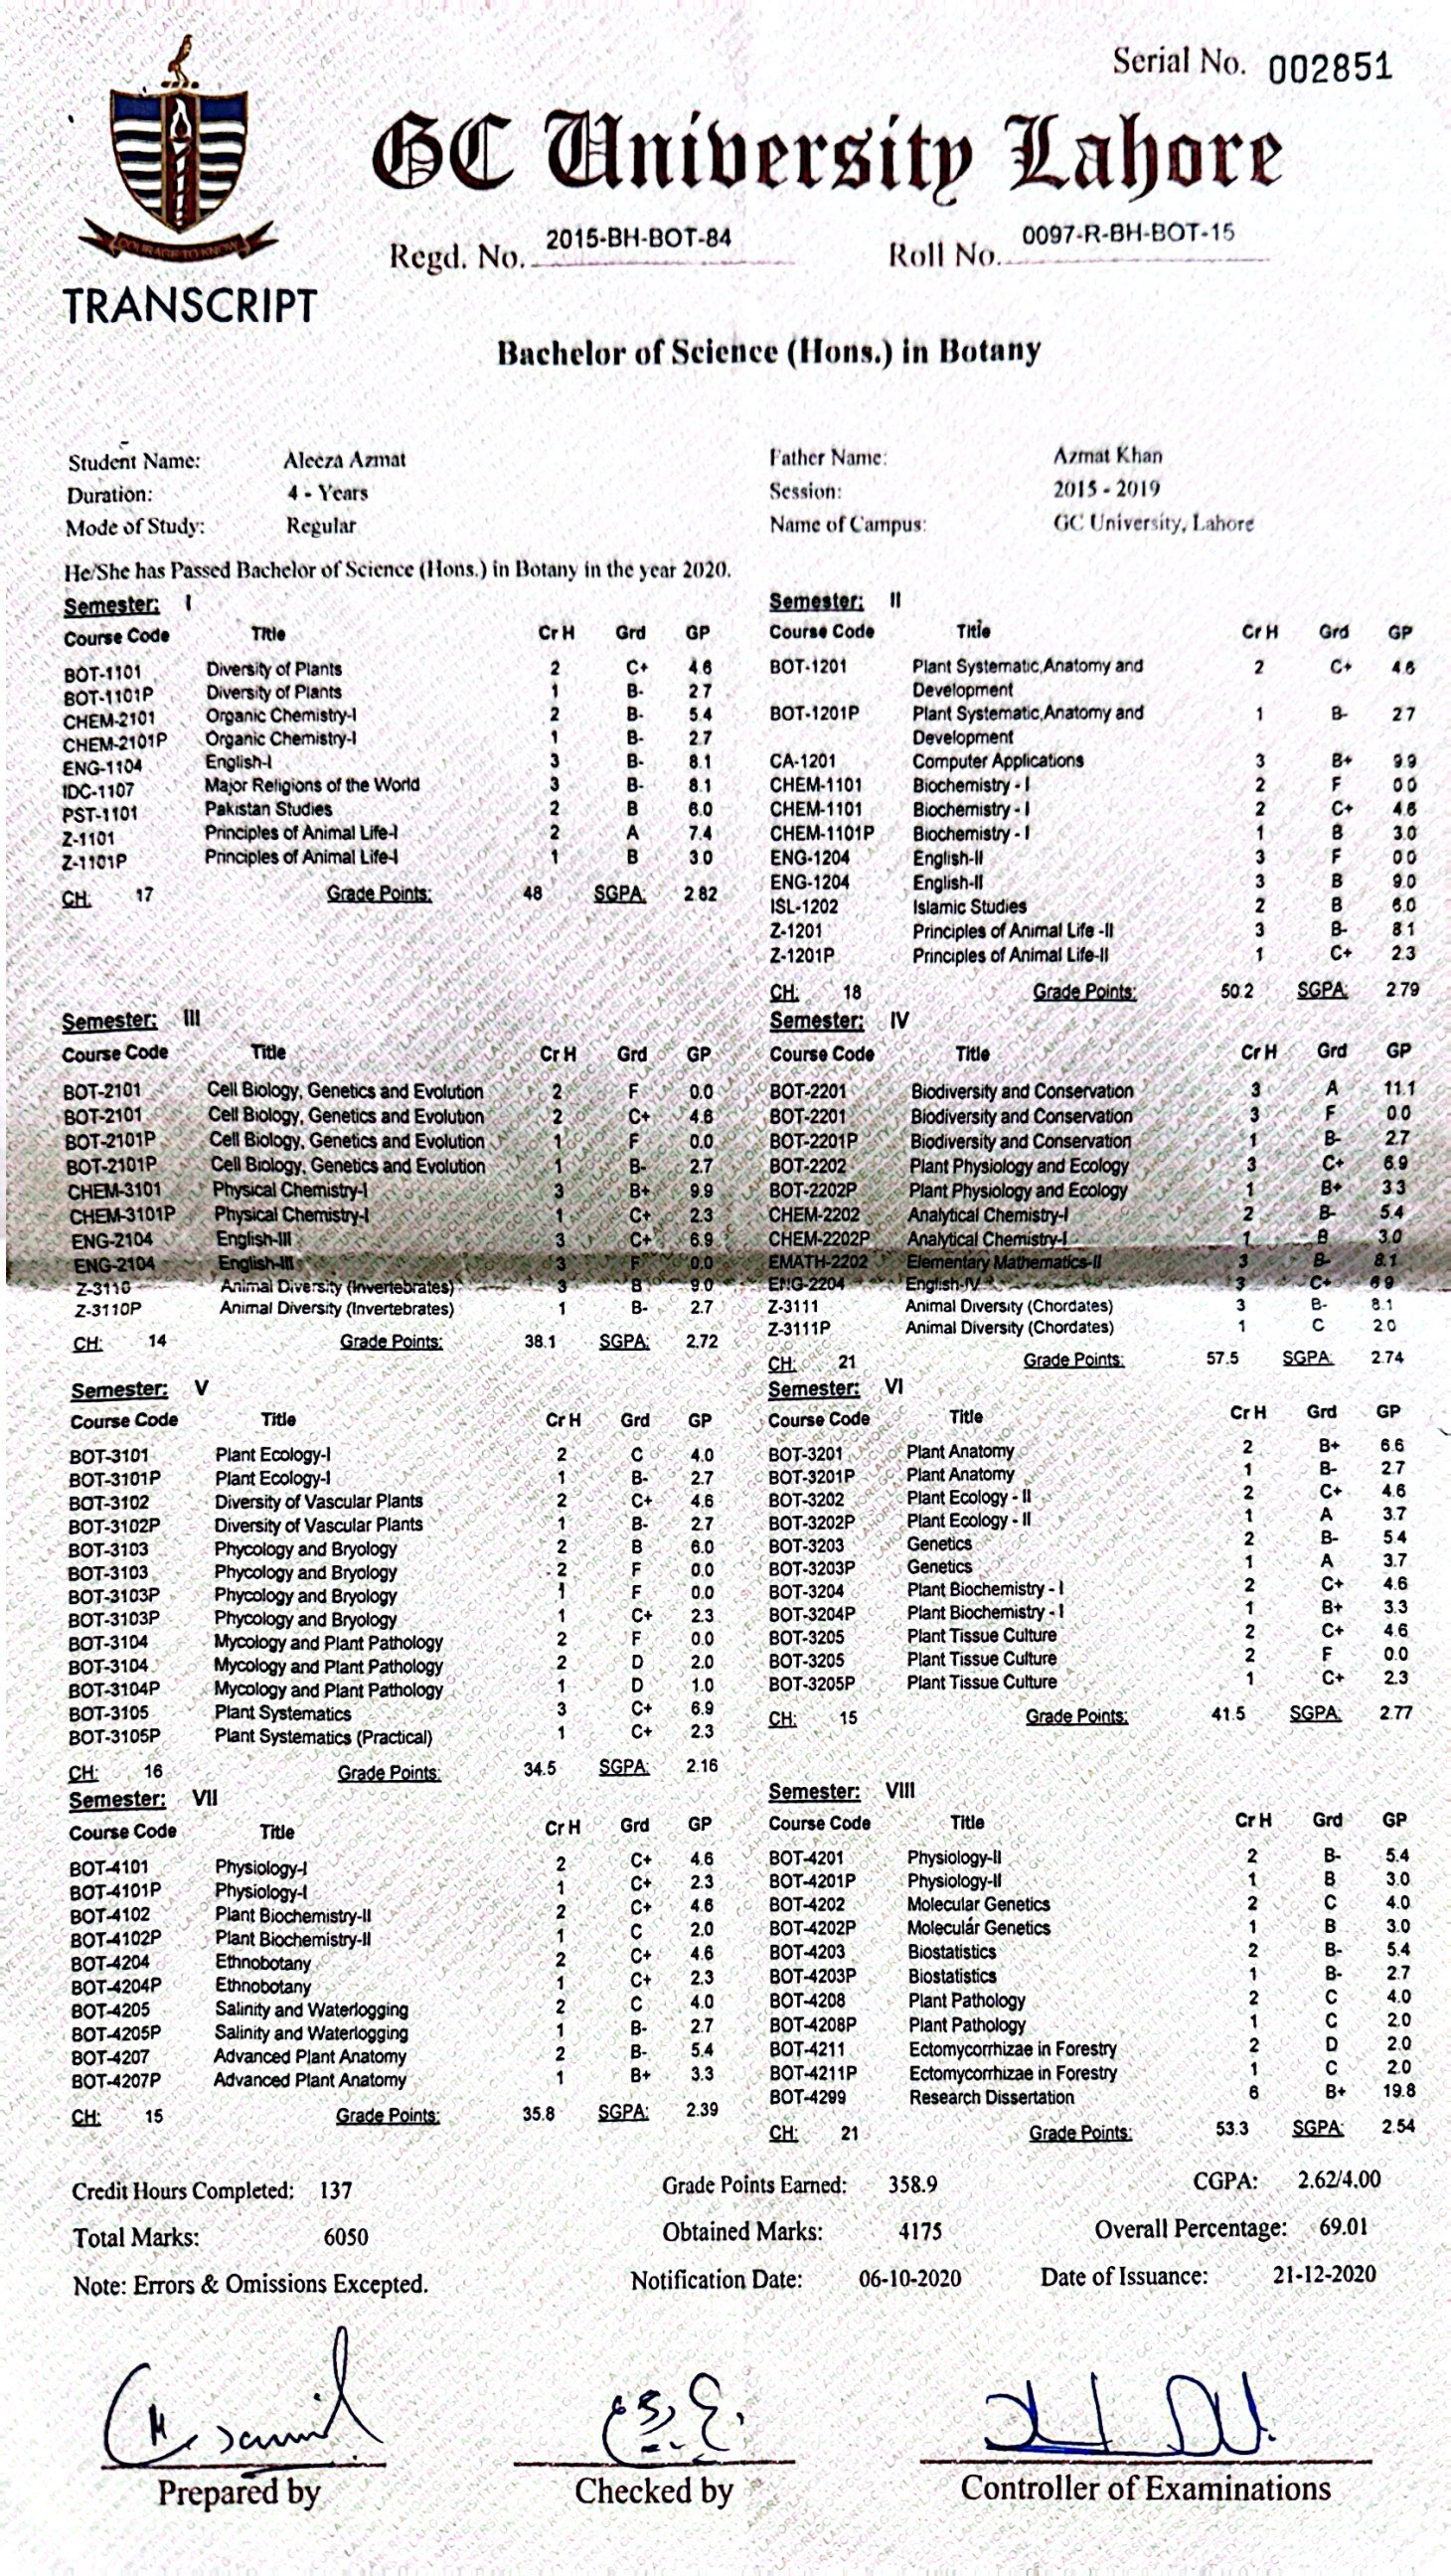 Serial No. 002851
GC University Lahore
COURAGE TO KNOW
Regd. No. 2015-BH-BOT-84 Roll No. 0097-R-BH-BOT-15
TRANSCRIPT
Bachelor of Science (Hons.) in Botany
Student Name: Aleeza Azmat Father Name: Azmat Khan
Duration: 4 - Years Session: 2015 - 2019
Mode of Study: Regular Name of Campus: GC University, Lahore
He/She has Passed Bachelor of Science (Hons.) in Botany in the year 2020.
Semester: I
Course Code Title Cr H Grd GP
BOT-1101 Diversity of Plants 2 C+ 4.6
BOT-1101P Diversity of Plants 1 B- 2.7
CHEM-2101 Organic Chemistry-I 2 B- 5.4
CHEM-2101P Organic Chemistry-I 1 B- 2.7
ENG-1104 English-I 3 B- 8.1
IDC-1107 Major Religions of the World 3 B- 8.1
PST-1101 Pakistan Studies 2 B 6.0
Z-1101 Principles of Animal Life-I 2 A 7.4
Z-1101P Principles of Animal Life-I 1 B 3.0
CH: 17 Grade Points: 48 SGPA: 2.82
Semester: II
Course Code Title Cr H Grd GP
BOT-1201 Plant Systematic,Anatomy and 2 C+ 4.6
Development
BOT-1201P Plant Systematic,Anatomy and 1 B- 2.7
Development
CA-1201 Computer Applications 3 B+ 9.9
CHEM-1101 Biochemistry - I 2 F 0.0
CHEM-1101 Biochemistry - I 2 C+ 4.6
CHEM-1101P Biochemistry - I 1 B 3.0
ENG-1204 English-II 3 F 0.0
ENG-1204 English-II 3 B 9.0
ISL-1202 Islamic Studies 2 B 6.0
Z-1201 Principles of Animal Life -II 3 B- 8.1
Z-1201P Principles of Animal Life-II 1 C+ 2.3
CH: 18 Grade Points: 50.2 SGPA: 2.79
Semester: III
Course Code Title Cr H Grd GP
BOT-2101 Cell Biology, Genetics and Evolution 2 F 0.0
BOT-2101 Cell Biology, Genetics and Evolution 2 C+ 4.6
BOT-2101P Cell Biology, Genetics and Evolution 1 F 0.0
BOT-2101P Cell Biology, Genetics and Evolution 1 B- 2.7
CHEM-3101 Physical Chemistry-I 3 B+ 9.9
CHEM-3101P Physical Chemistry-I 1 C+ 2.3
ENG-2104 English-III 3 C+ 6.9
ENG-2104 English-III 3 F 0.0
Z-3110 Animal Diversity (Invertebrates) 3 B 9.0
Z-3110P Animal Diversity (Invertebrates) 1 B- 2.7
CH: 14 Grade Points: 38.1 SGPA: 2.72
Semester: IV
Course Code Title Cr H Grd GP
BOT-2201 Biodiversity and Conservation 3 A 11.1
BOT-2201 Biodiversity and Conservation 3 F 0.0
BOT-2201P Biodiversity and Conservation 1 B- 2.7
BOT-2202 Plant Physiology and Ecology 3 C+ 6.9
BOT-2202P Plant Physiology and Ecology 1 B+ 3.3
CHEM-2202 Analytical Chemistry-I 2 B- 5.4
CHEM-2202P Analytical Chemistry-I 1 B 3.0
EMATH-2202 Elementary Mathematics-II 3 B- 8.1
ENG-2204 English-IV 3 C+ 6.9
Z-3111 Animal Diversity (Chordates) 3 B- 8.1
Z-3111P Animal Diversity (Chordates) 1 C 2.0
CH: 21 Grade Points: 57.5 SGPA: 2.74
Semester: V
Course Code Title Cr H Grd GP
BOT-3101 Plant Ecology-I 2 C 4.0
BOT-3101P Plant Ecology-I 1 B- 2.7
BOT-3102 Diversity of Vascular Plants 2 C+ 4.6
BOT-3102P Diversity of Vascular Plants 1 B- 2.7
BOT-3103 Phycology and Bryology 2 B 6.0
BOT-3103 Phycology and Bryology 2 F 0.0
BOT-3103P Phycology and Bryology 1 F 0.0
BOT-3103P Phycology and Bryology 1 C+ 2.3
BOT-3104 Mycology and Plant Pathology 2 F 0.0
BOT-3104 Mycology and Plant Pathology 2 D 2.0
BOT-3104P Mycology and Plant Pathology 1 D 1.0
BOT-3105 Plant Systematics 3 C+ 6.9
BOT-3105P Plant Systematics (Practical) 1 C+ 2.3
CH: 16 Grade Points: 34.5 SGPA: 2.16
Semester: VI
Course Code Title Cr H Grd GP
BOT-3201 Plant Anatomy 2 B+ 6.6
BOT-3201P Plant Anatomy 1 B- 2.7
BOT-3202 Plant Ecology - II 2 C+ 4.6
BOT-3202P Plant Ecology - II 1 A 3.7
BOT-3203 Genetics 2 B- 5.4
BOT-3203P Genetics 1 A 3.7
BOT-3204 Plant Biochemistry - I 2 C+ 4.6
BOT-3204P Plant Biochemistry - I 1 B+ 3.3
BOT-3205 Plant Tissue Culture 2 C+ 4.6
BOT-3205 Plant Tissue Culture 2 F 0.0
BOT-3205P Plant Tissue Culture 1 C+ 2.3
CH: 15 Grade Points: 41.5 SGPA: 2.77
Semester: VII
Course Code Title Cr H Grd GP
BOT-4101 Physiology-I 2 C+ 4.6
BOT-4101P Physiology-I 1 C+ 2.3
BOT-4102 Plant Biochemistry-II 2 C+ 4.6
BOT-4102P Plant Biochemistry-II 1 C 2.0
BOT-4204 Ethnobotany 2 C+ 4.6
BOT-4204P Ethnobotany 1 C+ 2.3
BOT-4205 Salinity and Waterlogging 2 C 4.0
BOT-4205P Salinity and Waterlogging 1 B- 2.7
BOT-4207 Advanced Plant Anatomy 2 B- 5.4
BOT-4207P Advanced Plant Anatomy 1 B+ 3.3
CH: 15 Grade Points: 35.8 SGPA: 2.39
Semester: VIII
Course Code Title Cr H Grd GP
BOT-4201 Physiology-II 2 B- 5.4
BOT-4201P Physiology-II 1 B 3.0
BOT-4202 Molecular Genetics 2 C 4.0
BOT-4202P Molecular Genetics 1 B 3.0
BOT-4203 Biostatistics 2 B- 5.4
BOT-4203P Biostatistics 1 B- 2.7
BOT-4208 Plant Pathology 2 C 4.0
BOT-4208P Plant Pathology 1 C 2.0
BOT-4211 Ectomycorrhizae in Forestry 2 D 2.0
BOT-4211P Ectomycorrhizae in Forestry 1 C 2.0
BOT-4299 Research Dissertation 6 B+ 19.8
CH: 21 Grade Points: 53.3 SGPA: 2.54
Credit Hours Completed: 137 Grade Points Earned: 358.9 CGPA: 2.62/4.00
Total Marks: 6050 Obtained Marks: 4175 Overall Percentage: 69.01
Note: Errors & Omissions Excepted. Notification Date: 06-10-2020 Date of Issuance: 21-12-2020
Prepared by Checked by Controller of Examinations